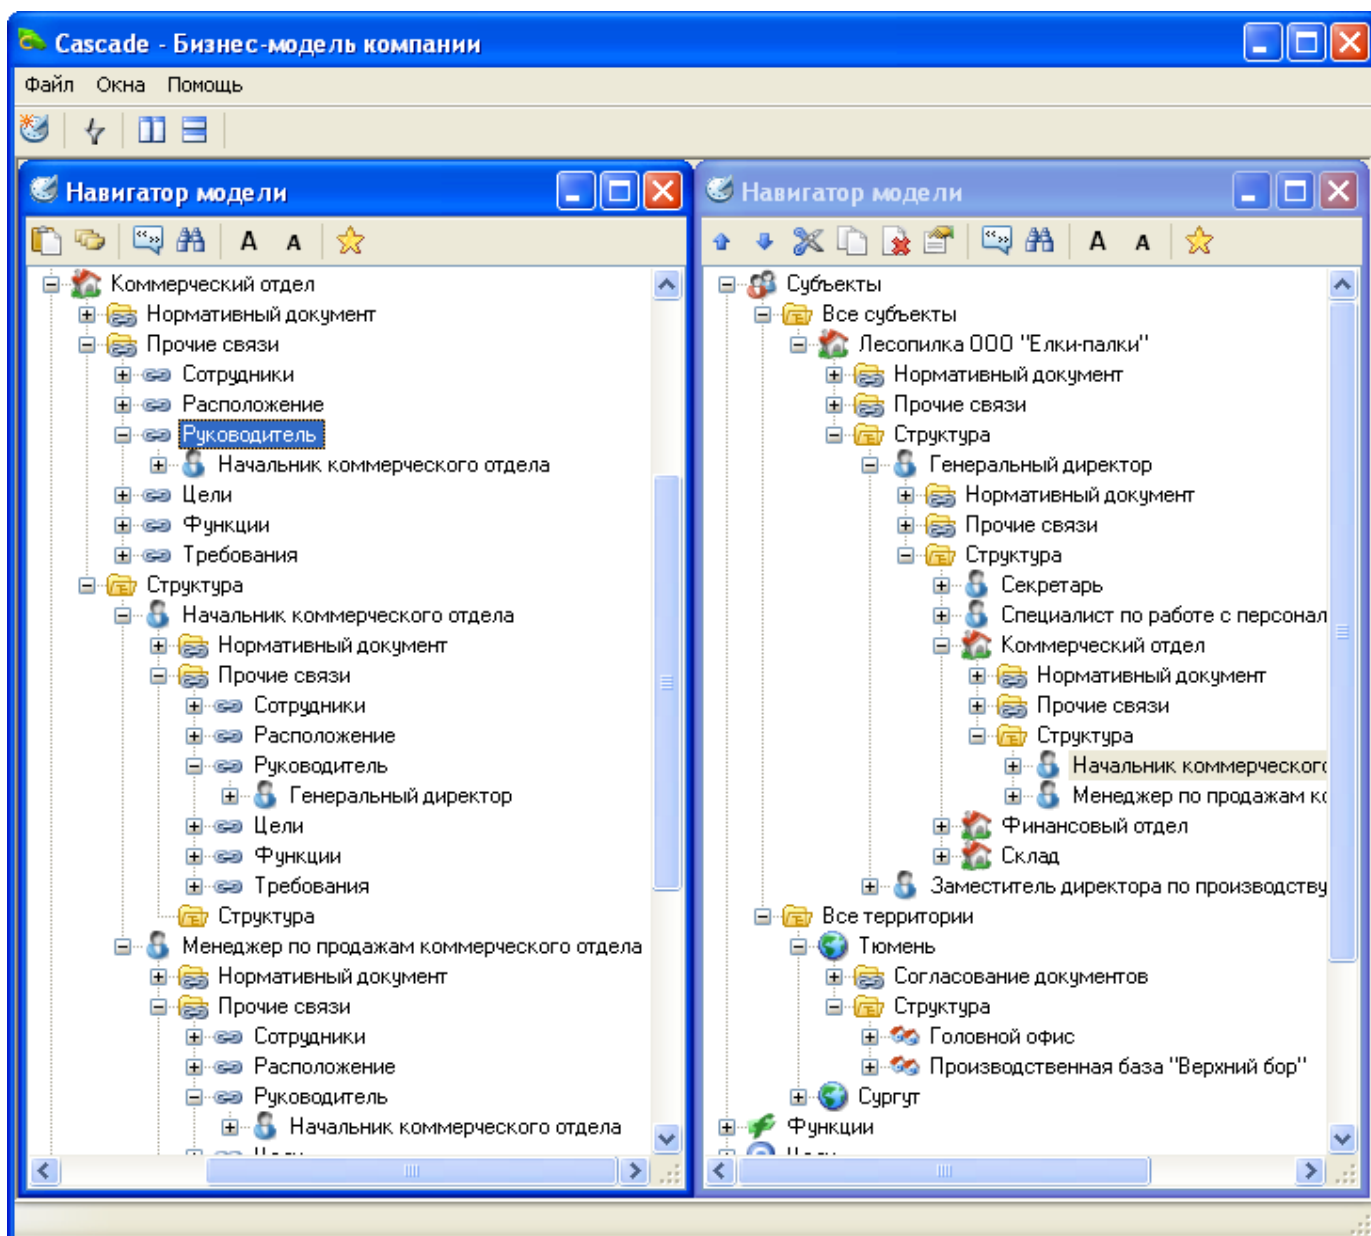 Cascade - Бизнес-модель компании
Файл Окна Помощь
Навигатор модели
Коммерческий отдел
Нормативный документ
Прочие связи
Сотрудники
Расположение
Руководитель
Начальник коммерческого отдела
Цели
Функции
Требования
Структура
Начальник коммерческого отдела
Нормативный документ
Прочие связи
Сотрудники
Расположение
Руководитель
Генеральный директор
Цели
Функции
Требования
Структура
Менеджер по продажам коммерческого отдела
Нормативный документ
Прочие связи
Сотрудники
Расположение
Руководитель
Начальник коммерческого отдела
Навигатор модели
Субъекты
Все субъекты
Лесопилка ООО "Елки-палки"
Нормативный документ
Прочие связи
Структура
Генеральный директор
Нормативный документ
Прочие связи
Структура
Секретарь
Специалист по работе с персонал
Коммерческий отдел
Нормативный документ
Прочие связи
Структура
Начальник коммерческого
Менеджер по продажам ко
Финансовый отдел
Склад
Заместитель директора по производству
Все территории
Тюмень
Согласование документов
Структура
Головной офис
Производственная база "Верхний бор"
Сургут
Функции